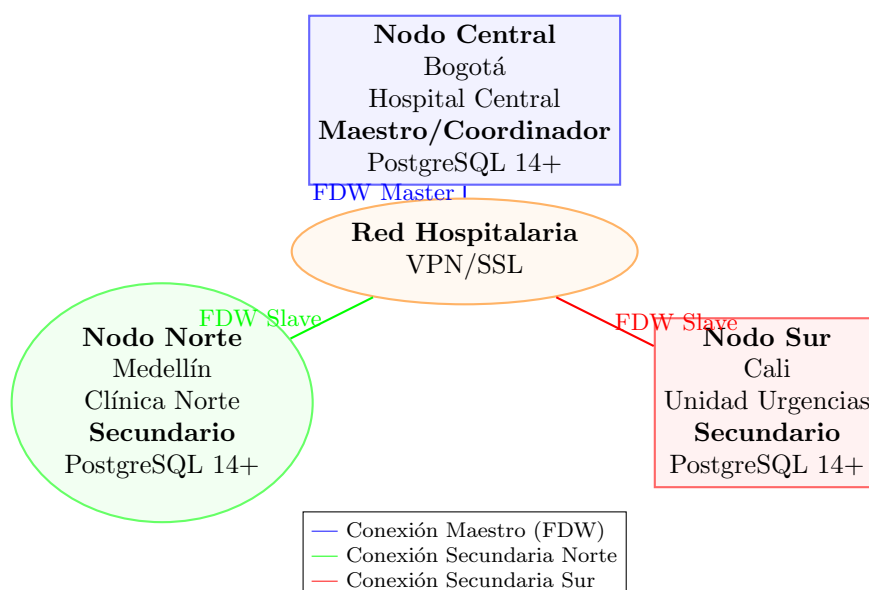 Nodo Central
Bogotá
Hospital Central
Maestro/Coordinador
PostgreSQL 14+
FDW Master
Red Hospitalaria
VPN/SSL
FDW Slave
FDW Slave
Nodo Norte
Medellín
Clínica Norte
Secundario
PostgreSQL 14+
Nodo Sur
Cali
Unidad Urgencias
Secundario
PostgreSQL 14+
Conexión Maestro (FDW)
Conexión Secundaria Norte
Conexión Secundaria Sur